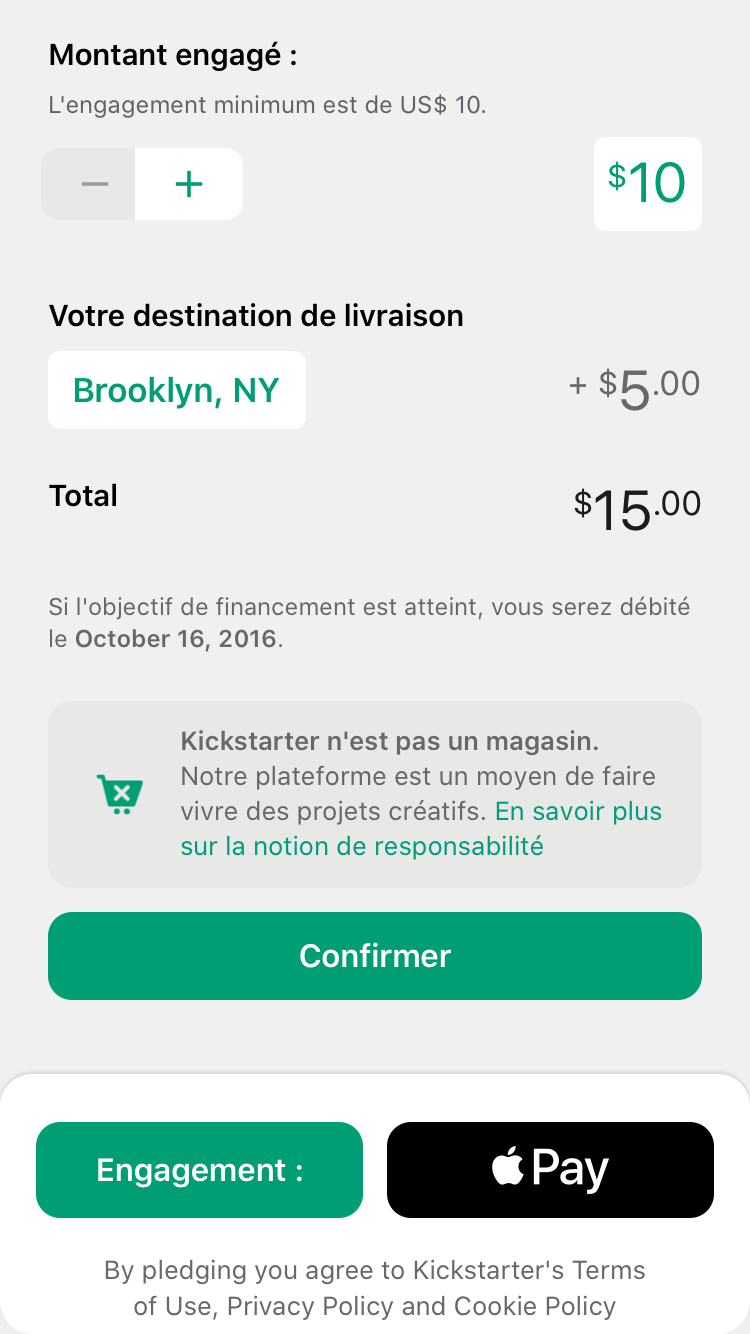 Montant engagé :
L'engagement minimum est de US$ 10.
− + $10
Votre destination de livraison
Brooklyn, NY + $5.00
Total $15.00
Si l'objectif de financement est atteint, vous serez débité
le October 16, 2016.
Kickstarter n'est pas un magasin.
Notre plateforme est un moyen de faire
vivre des projets créatifs. En savoir plus
sur la notion de responsabilité
Confirmer
Engagement : Pay
By pledging you agree to Kickstarter's Terms
of Use, Privacy Policy and Cookie Policy